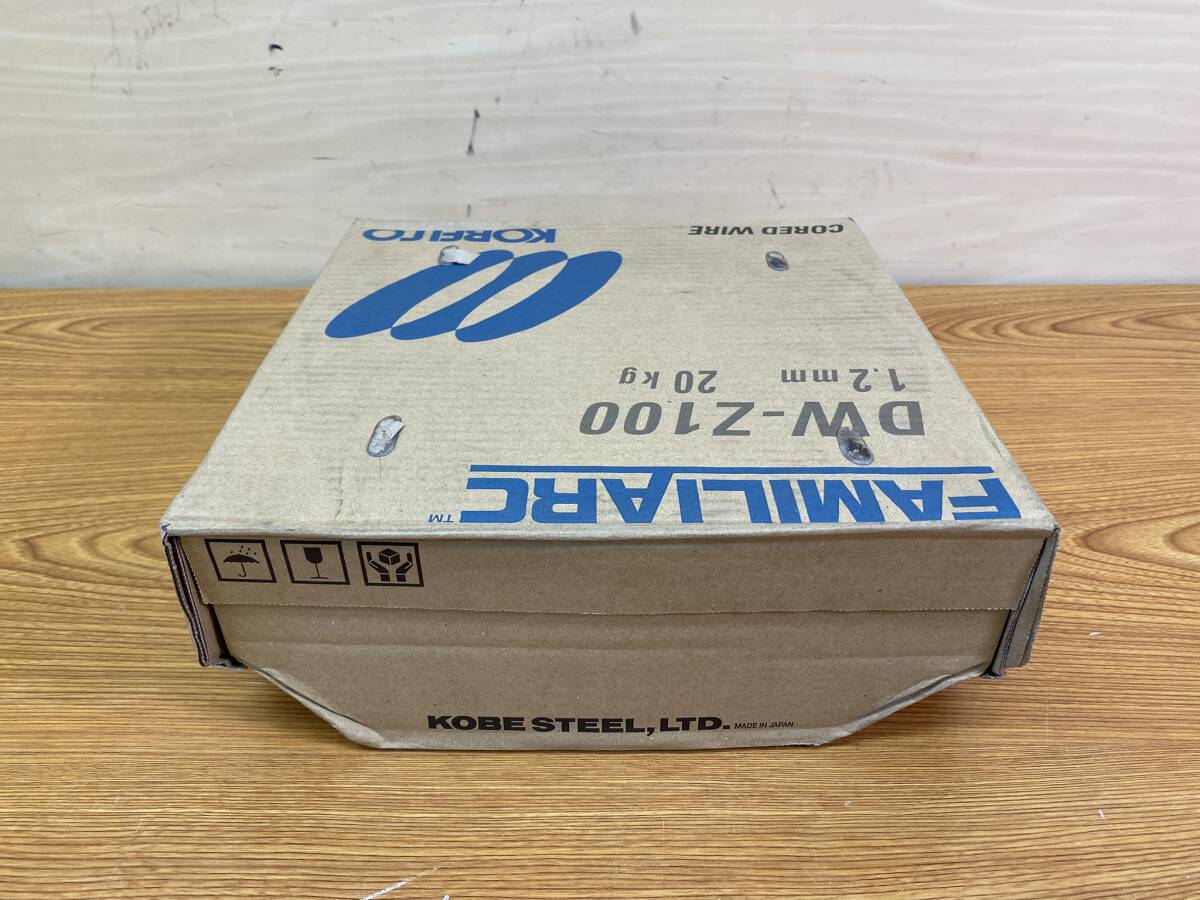 FAMILIARC™
DW-Z100
1.2mm 20kg
CORED WIRE
KOBELCO
KOBE STEEL, LTD. MADE IN JAPAN